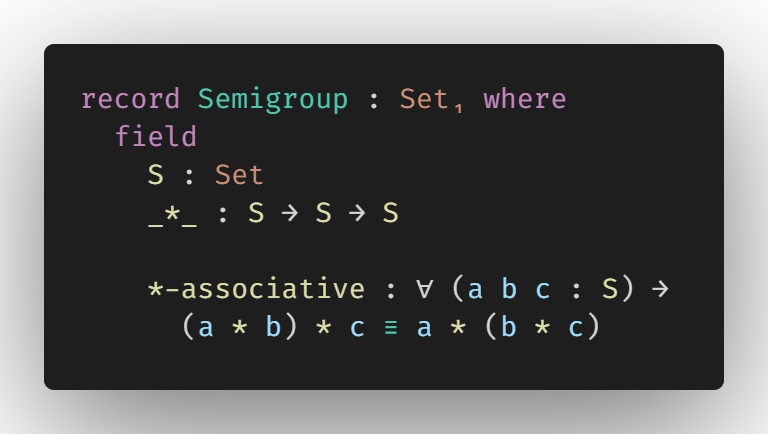 record Semigroup : Set₁ where
field
S : Set
_*_ : S → S → S
*-associative : ∀ (a b c : S) →
(a * b) * c ≡ a * (b * c)